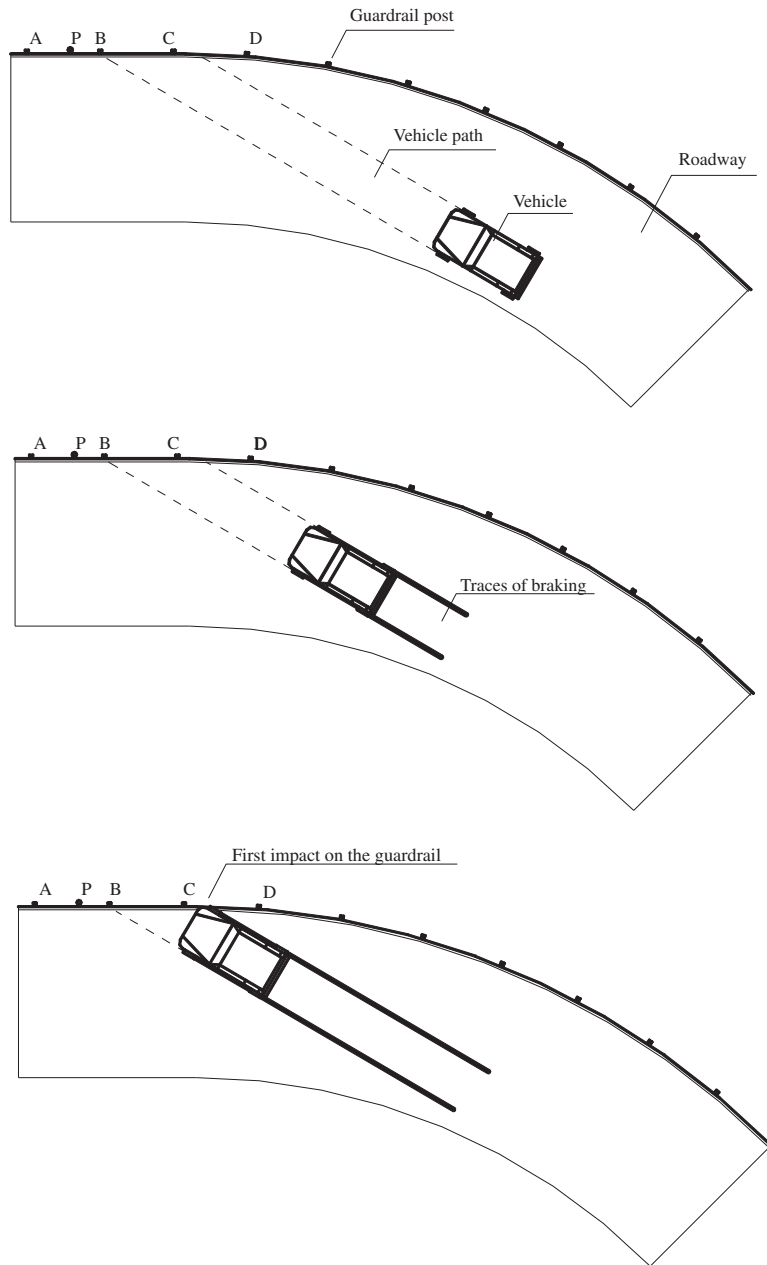 Guardrail post
A P B C D
Vehicle path
Roadway
Vehicle
A P B C D
Traces of braking
First impact on the guardrail
A P B C D